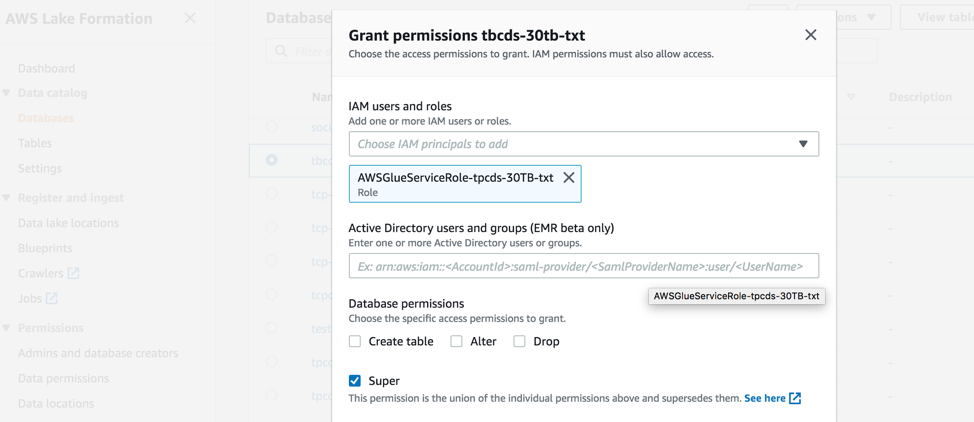 AWS Lake Formation
Dashboard
Data catalog
Databases
Tables
Settings
Register and ingest
Data lake locations
Blueprints
Crawlers
Jobs
Permissions
Admins and database creators
Data permissions
Data locations
Database
ons
View table
Filter
Nam
Description
soci
tbcd
tcp-
tcp-
tcp-
tcpd
test
tpcd
tpcd
-
-
-
-
-
-
-
-
-
Grant permissions tbcds-30tb-txt
Choose the access permissions to grant. IAM permissions must also allow access.
IAM users and roles
Add one or more IAM users or roles.
Choose IAM principals to add
AWSGlueServiceRole-tpcds-30TB-txt
Role
Active Directory users and groups (EMR beta only)
Enter one or more Active Directory users or groups.
Ex: arn:aws:iam::<AccountId>:saml-provider/<SamlProviderName>:user/<UserName>
AWSGlueServiceRole-tpcds-30TB-txt
Database permissions
Choose the specific access permissions to grant.
Create table Alter Drop
Super
This permission is the union of the individual permissions above and supersedes them. See here